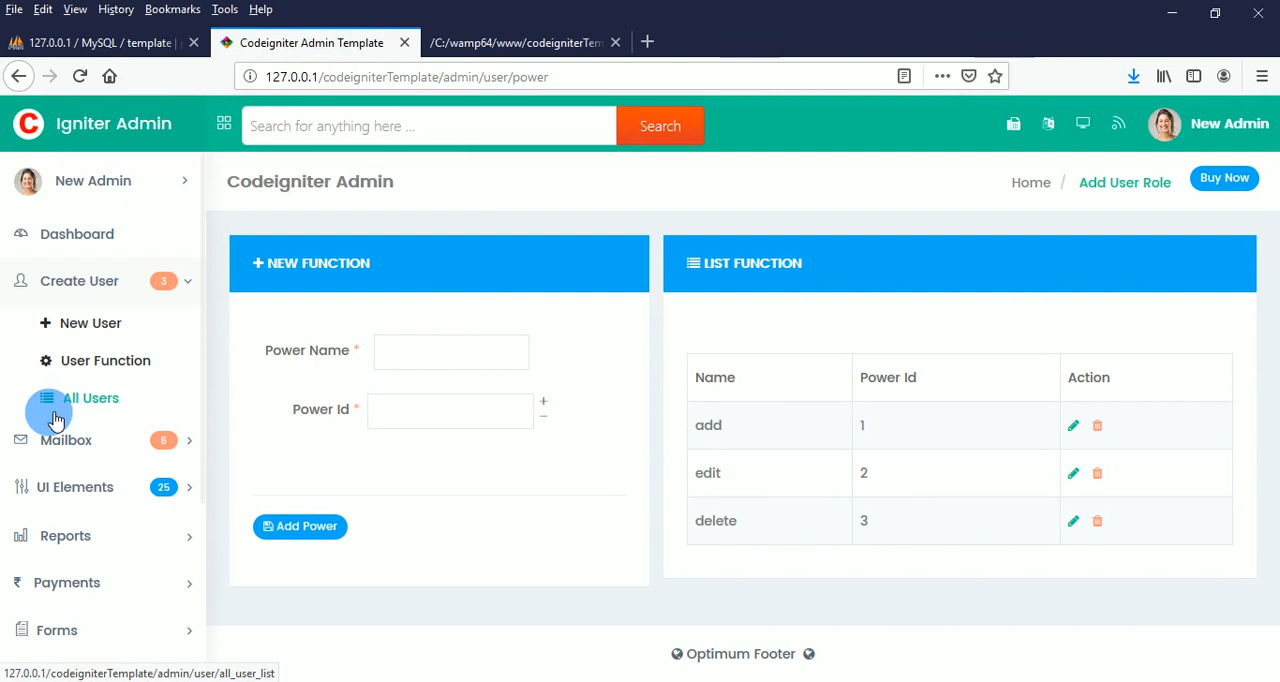 File Edit View History Bookmarks Tools Help
127.0.0.1 / MySQL / template |
Codeigniter Admin Template
/C:/wamp64/www/codeigniterTem
127.0.0.1/codeigniterTemplate/admin/user/power
C Igniter Admin
Search for anything here ...
Search
New Admin
New Admin
Codeigniter Admin
Home / Add User Role
Buy Now
Dashboard
Create User 3
New User
User Function
All Users
Mailbox 6
UI Elements 25
Reports
₹ Payments
Forms
+ NEW FUNCTION
Power Name *
Power Id *
+
−
Add Power
LIST FUNCTION
Name Power Id Action
add 1
edit 2
delete 3
Optimum Footer
127.0.0.1/codeigniterTemplate/admin/user/all_user_list